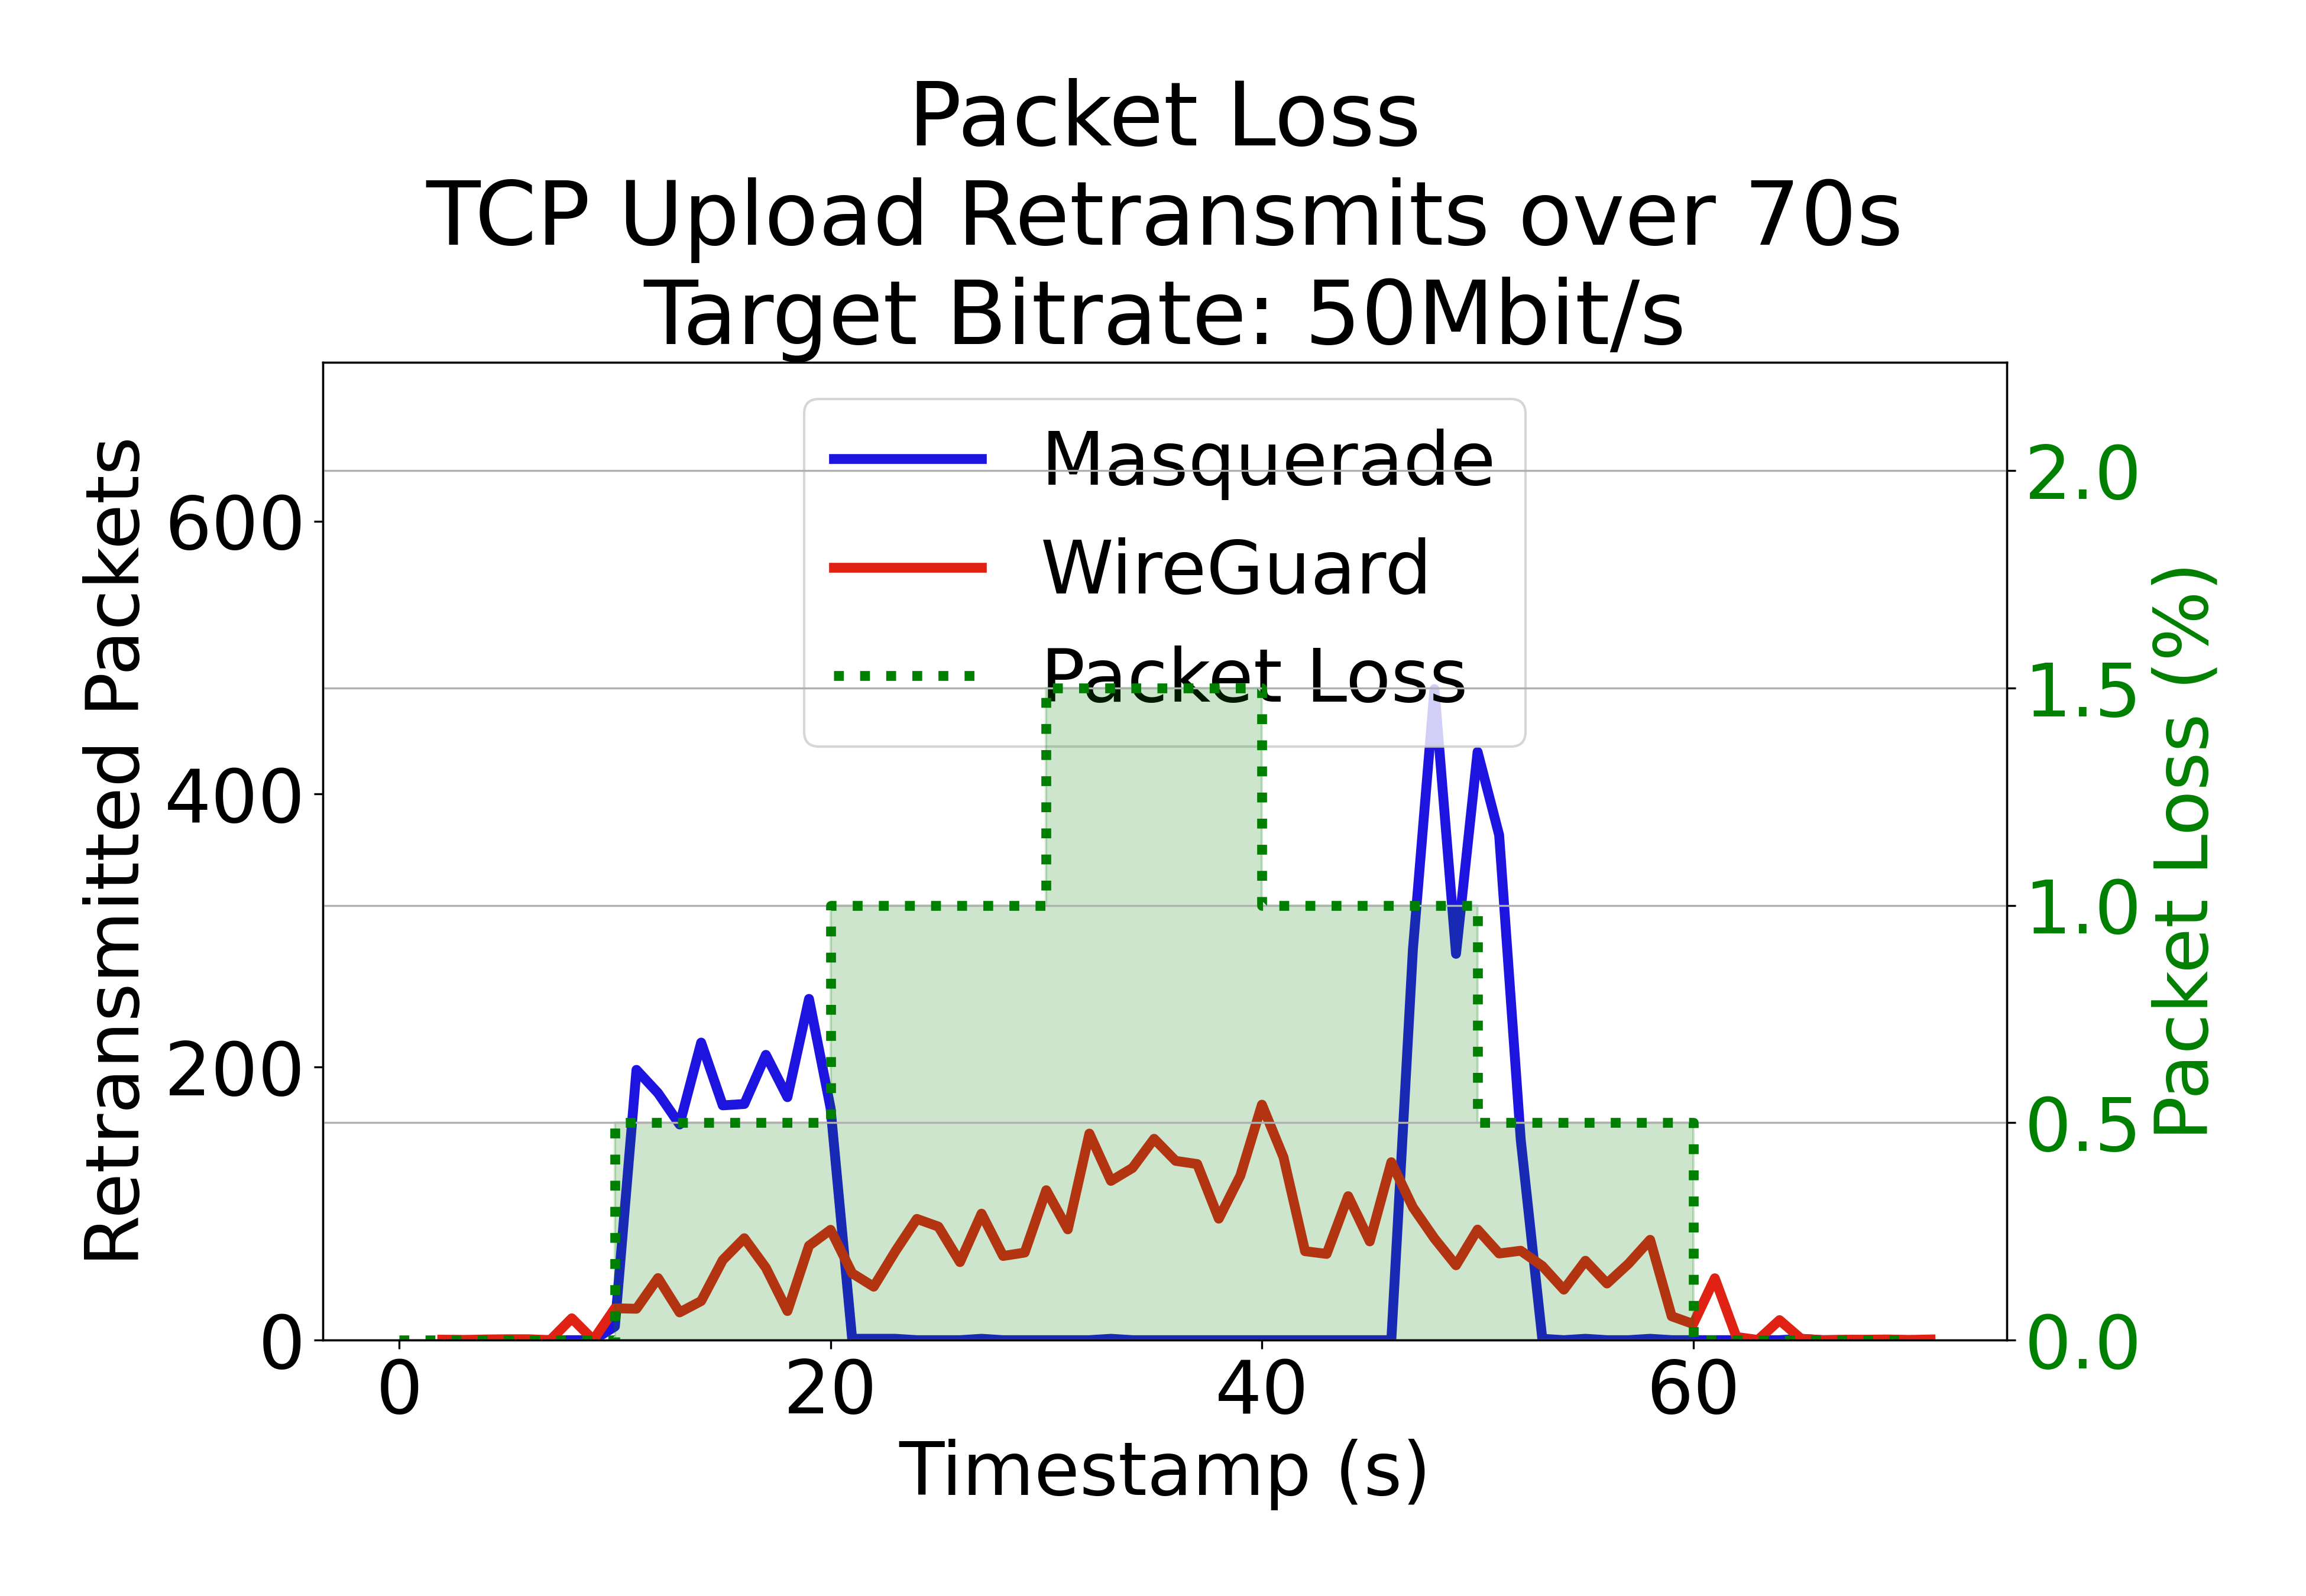 Packet Loss
TCP Upload Retransmits over 70s
Target Bitrate: 50Mbit/s
Masquerade
WireGuard
Packet Loss
Retransmitted Packets
600
400
200
0
2.0
1.5
1.0
0.5
0.0
Packet Loss (%)
0 20 40 60
Timestamp (s)